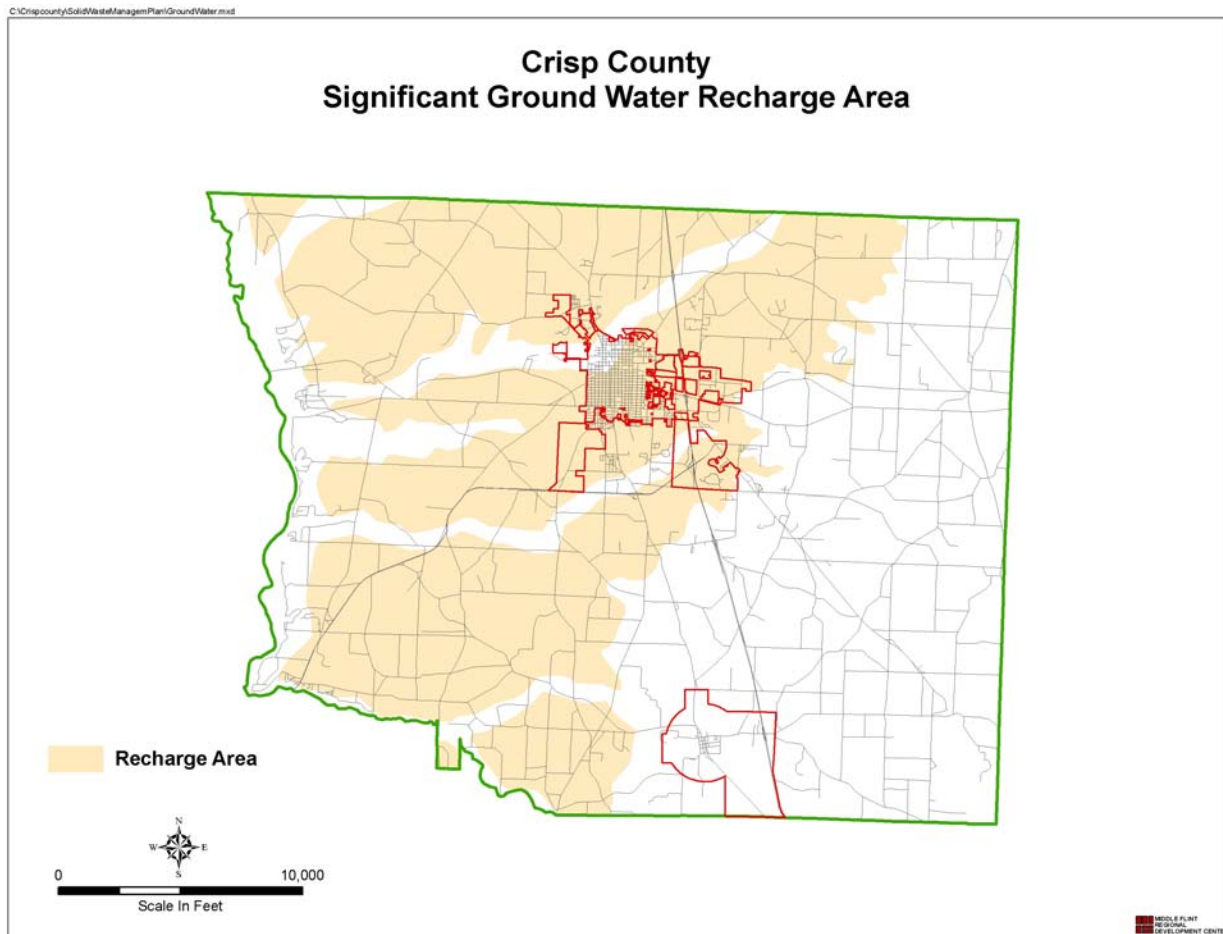 C:\Crispcounty\SolidWasteManagemPlan\GroundWater.mxd
Crisp County
Significant Ground Water Recharge Area
Recharge Area
N
W E
S
0 10,000
Scale In Feet
MIDDLE FLINT
REGIONAL
DEVELOPMENT CENTER